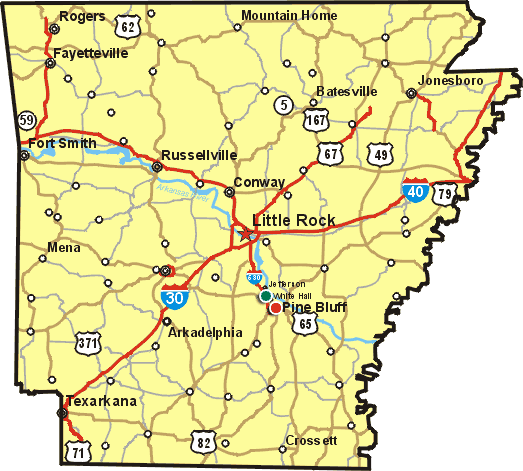 Rogers
62
Mountain Home
Fayetteville
Batesville
Jonesboro
5
59
167
Fort Smith
Russellville
67
49
Arkansas River
Conway
40
79
Little Rock
Mena
Jefferson
White Hall
30
Pine Bluff
65
Arkadelphia
371
Texarkana
71
82
Crossett